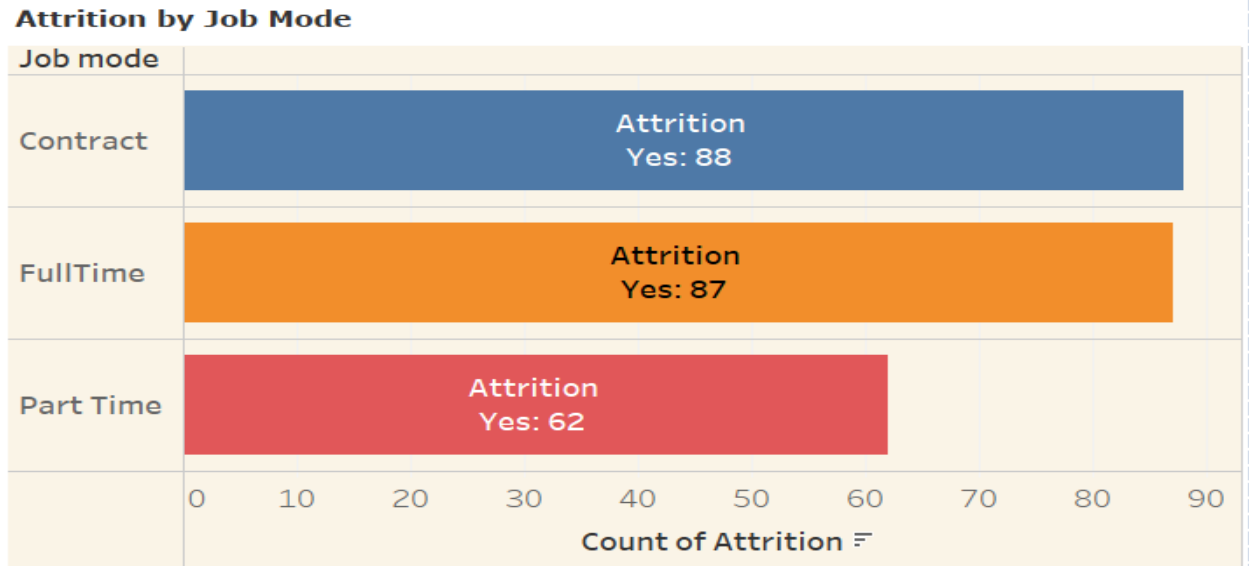 Attrition by Job Mode
Job mode
Contract
Attrition
Yes: 88
FullTime
Attrition
Yes: 87
Part Time
Attrition
Yes: 62
0 10 20 30 40 50 60 70 80 90
Count of Attrition